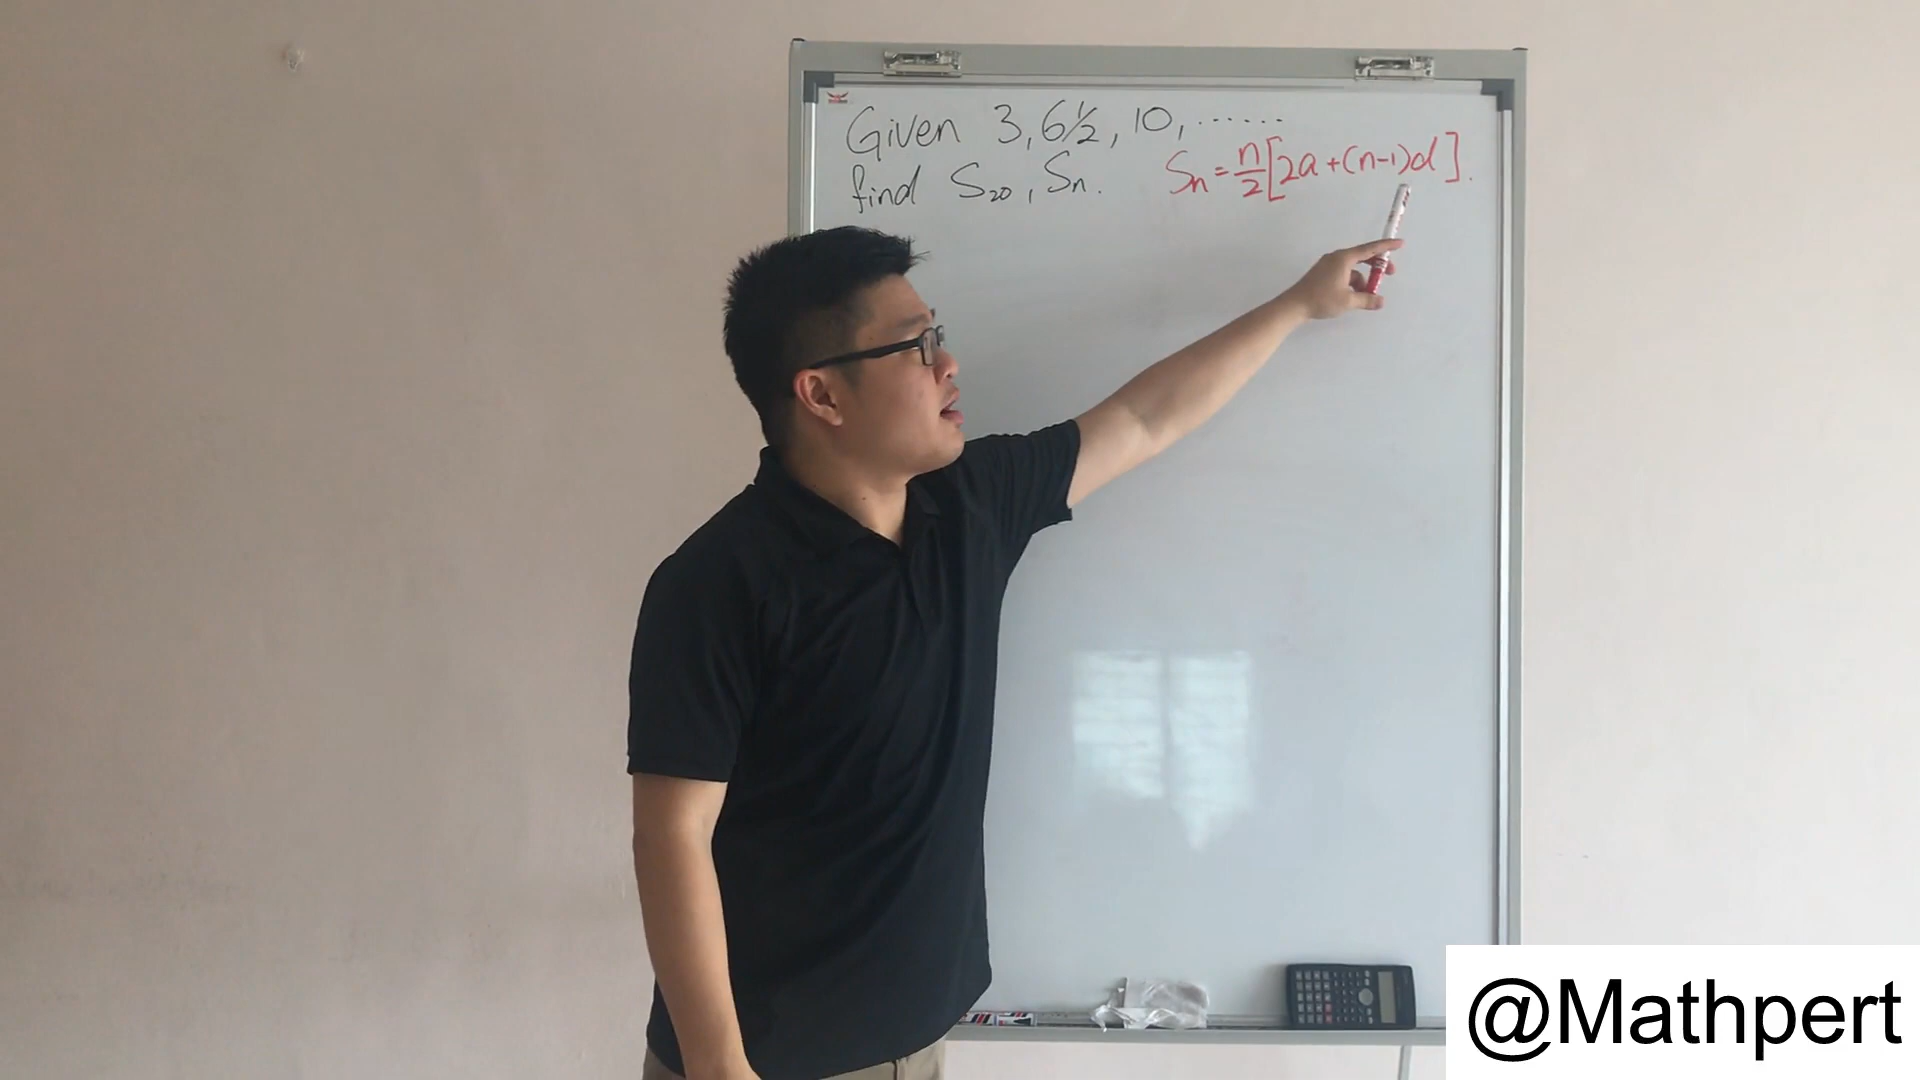 Given 3, 6½, 10, ......
find S₂₀, Sn.
Sn = n/2 [2a + (n-1)d].
@Mathpert